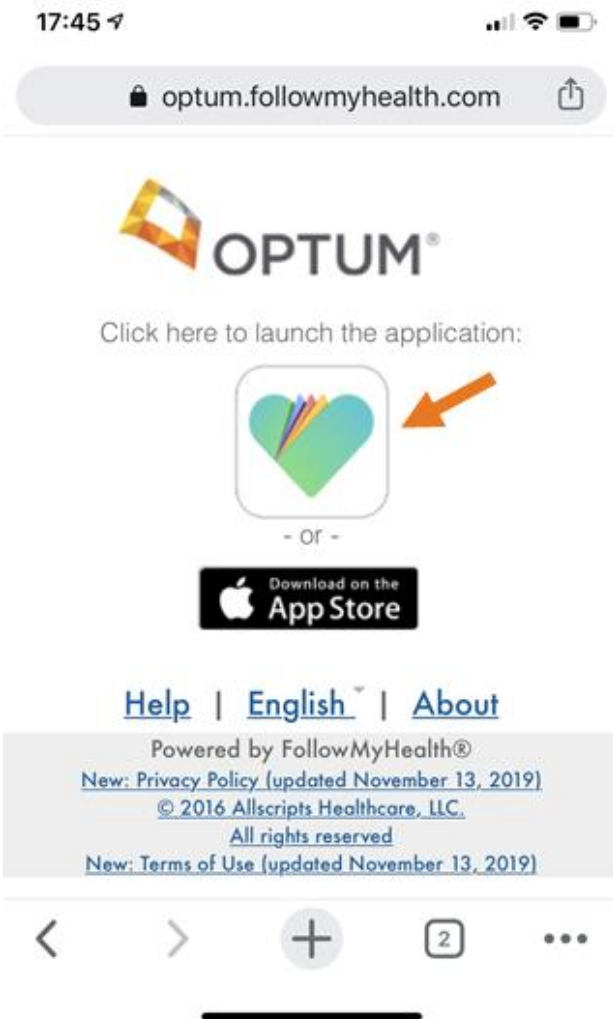 17:45
optum.followmyhealth.com
OPTUM®
Click here to launch the application:
- or -
Download on the
App Store
Help | English | About
Powered by FollowMyHealth®
New: Privacy Policy (updated November 13, 2019)
© 2016 Allscripts Healthcare, LLC.
All rights reserved
New: Terms of Use (updated November 13, 2019)
2